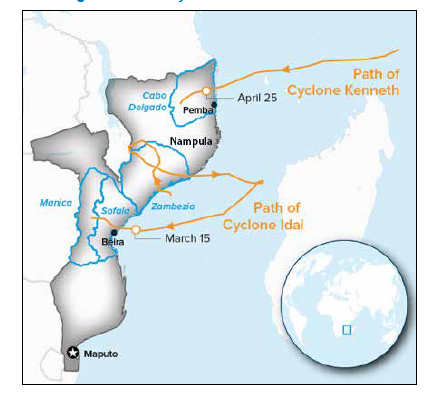 Path of
Cyclone Kenneth
Cabo
Delgado
Pemba
April 25
Nampula
Manica
Sofala
Zambezia
Path of
Cyclone Idai
Beira
March 15
Maputo